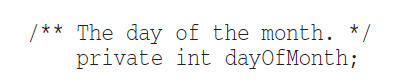 /** The day of the month. */
private int dayOfMonth;